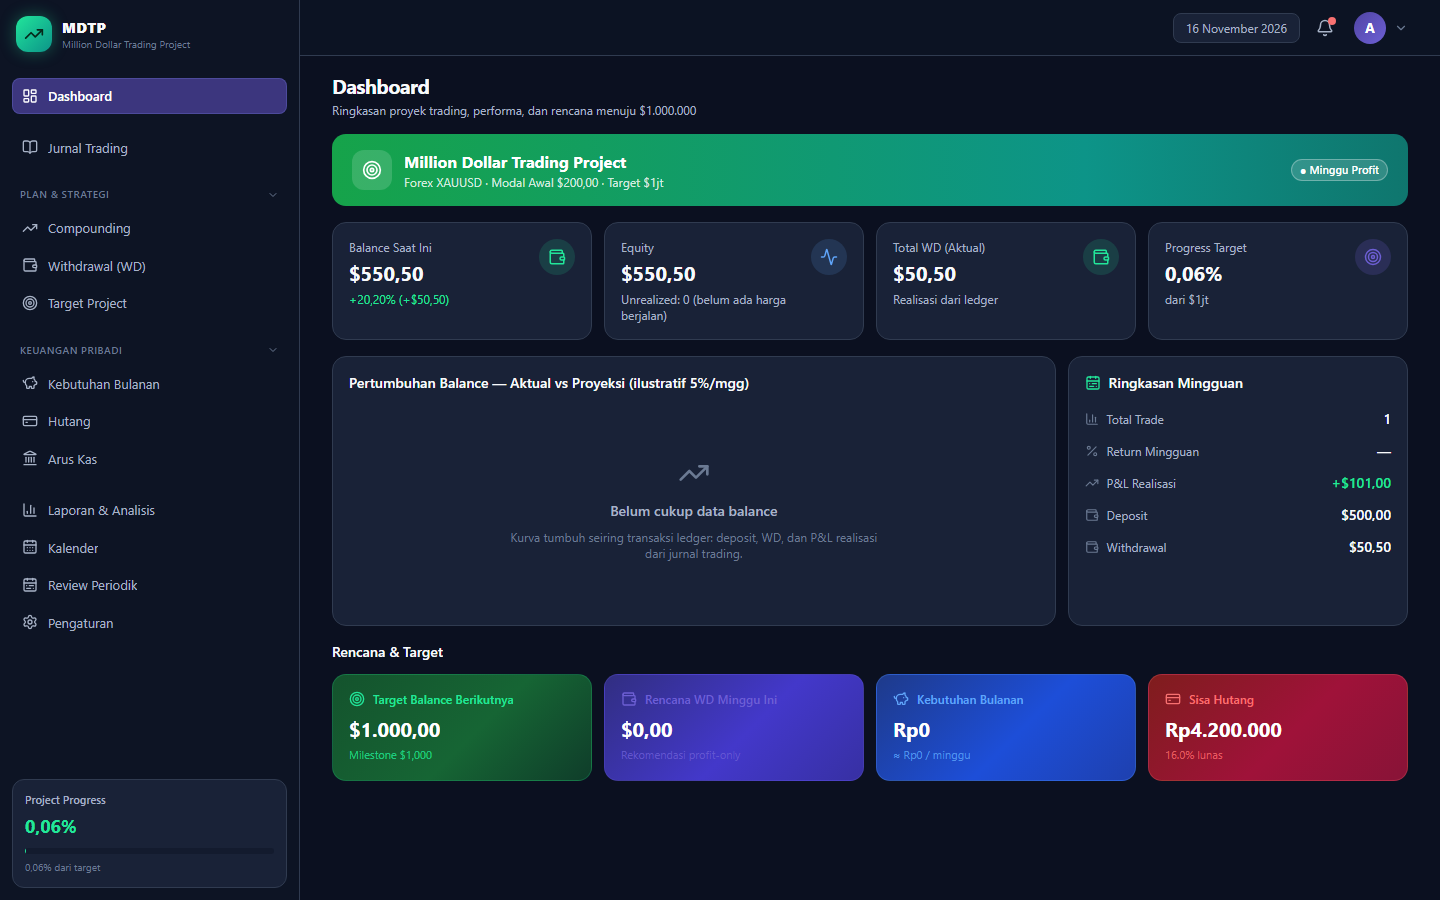 MDTP
Million Dollar Trading Project
Dashboard
Jurnal Trading
PLAN & STRATEGI
Compounding
Withdrawal (WD)
Target Project
KEUANGAN PRIBADI
Kebutuhan Bulanan
Hutang
Arus Kas
Laporan & Analisis
Kalender
Review Periodik
Pengaturan
Project Progress
0,06%
0,06% dari target
16 November 2026
A
Dashboard
Ringkasan proyek trading, performa, dan rencana menuju $1.000.000
Million Dollar Trading Project
Forex XAUUSD · Modal Awal $200,00 · Target $1jt
● Minggu Profit
Balance Saat Ini
$550,50
+20,20% (+$50,50)
Equity
$550,50
Unrealized: 0 (belum ada harga
berjalan)
Total WD (Aktual)
$50,50
Realisasi dari ledger
Progress Target
0,06%
dari $1jt
Pertumbuhan Balance — Aktual vs Proyeksi (ilustratif 5%/mgg)
Belum cukup data balance
Kurva tumbuh seiring transaksi ledger: deposit, WD, dan P&L realisasi
dari jurnal trading.
Ringkasan Mingguan
Total Trade 1
Return Mingguan —
P&L Realisasi +$101,00
Deposit $500,00
Withdrawal $50,50
Rencana & Target
Target Balance Berikutnya
$1.000,00
Milestone $1,000
Rencana WD Minggu Ini
$0,00
Rekomendasi profit-only
Kebutuhan Bulanan
Rp0
≈ Rp0 / minggu
Sisa Hutang
Rp4.200.000
16.0% lunas